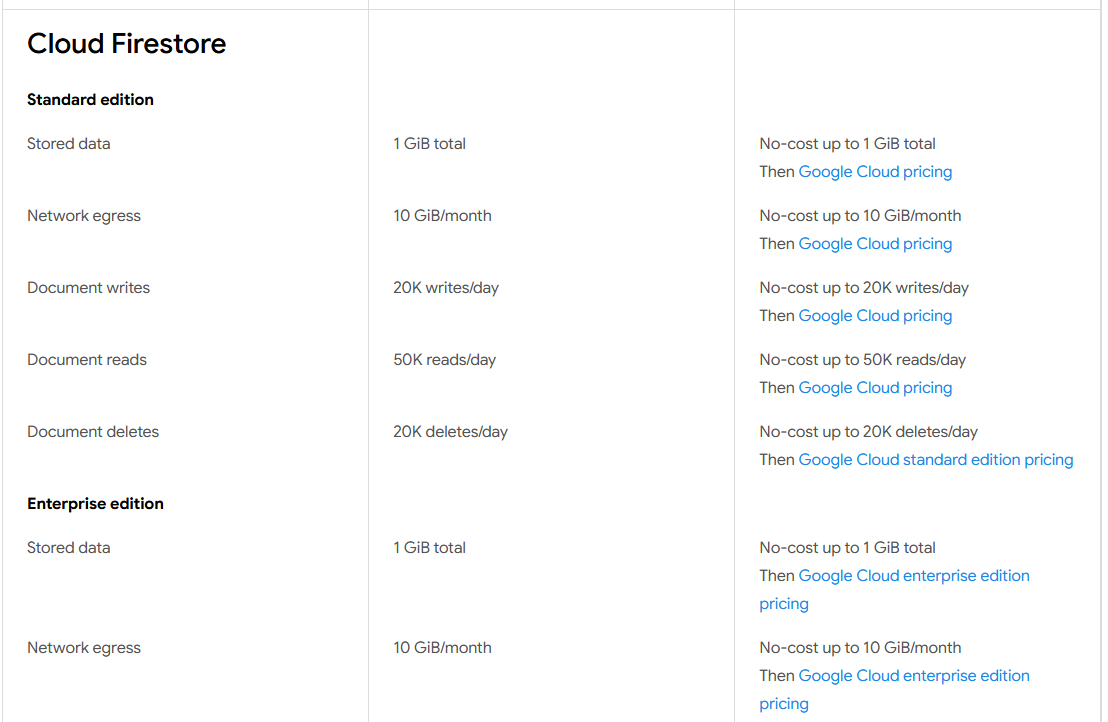 Cloud Firestore
Standard edition
Stored data
1 GiB total
No-cost up to 1 GiB total
Then Google Cloud pricing
Network egress
10 GiB/month
No-cost up to 10 GiB/month
Then Google Cloud pricing
Document writes
20K writes/day
No-cost up to 20K writes/day
Then Google Cloud pricing
Document reads
50K reads/day
No-cost up to 50K reads/day
Then Google Cloud pricing
Document deletes
20K deletes/day
No-cost up to 20K deletes/day
Then Google Cloud standard edition pricing
Enterprise edition
Stored data
1 GiB total
No-cost up to 1 GiB total
Then Google Cloud enterprise edition
pricing
Network egress
10 GiB/month
No-cost up to 10 GiB/month
Then Google Cloud enterprise edition
pricing